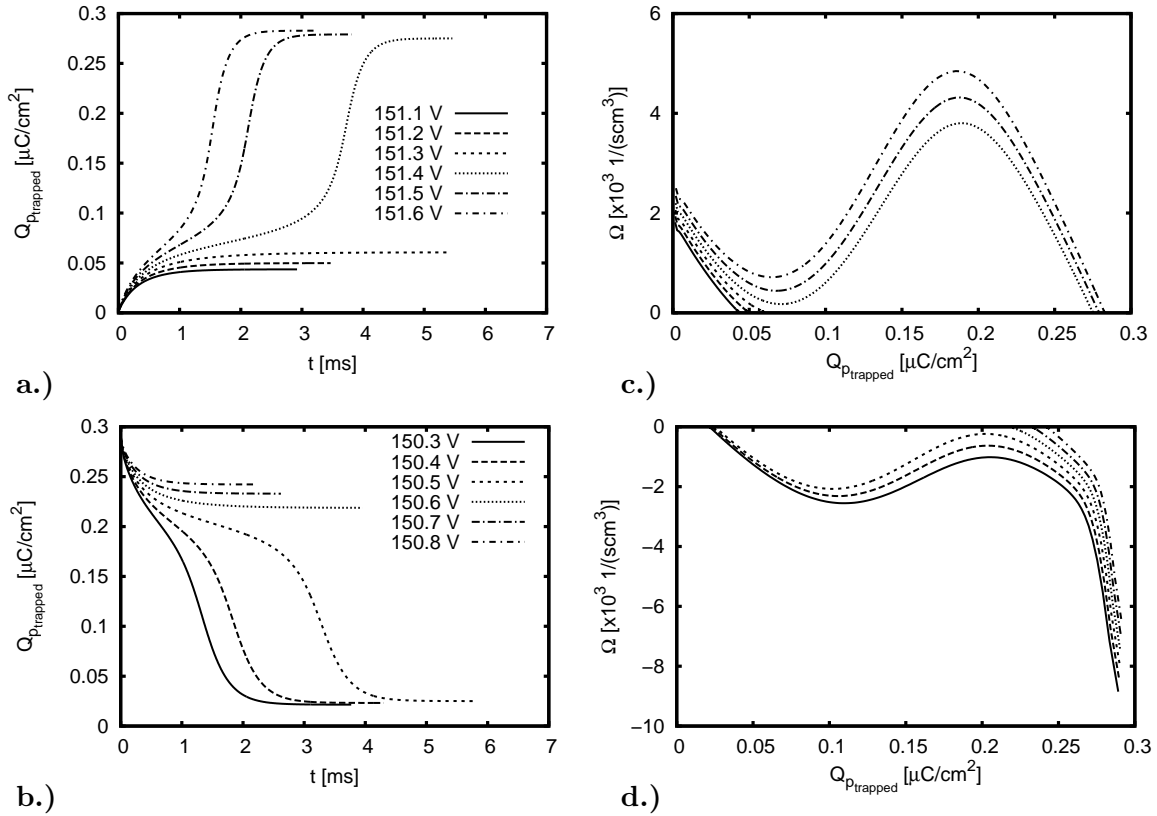 0.3
0.25
0.2
0.15
0.1
0.05
0
Q_p_trapped [μC/cm²]
151.1 V
151.2 V
151.3 V
151.4 V
151.5 V
151.6 V
0 1 2 3 4 5 6 7
t [ms]
a.)
6
4
2
0
Ω [x10³ 1/(scm³)]
0 0.05 0.1 0.15 0.2 0.25 0.3
Q_p_trapped [μC/cm²]
c.)
0.3
0.25
0.2
0.15
0.1
0.05
0
Q_p_trapped [μC/cm²]
150.3 V
150.4 V
150.5 V
150.6 V
150.7 V
150.8 V
0 1 2 3 4 5 6 7
t [ms]
b.)
0
−2
−4
−6
−8
−10
Ω [x10³ 1/(scm³)]
0 0.05 0.1 0.15 0.2 0.25 0.3
Q_p_trapped [μC/cm²]
d.)